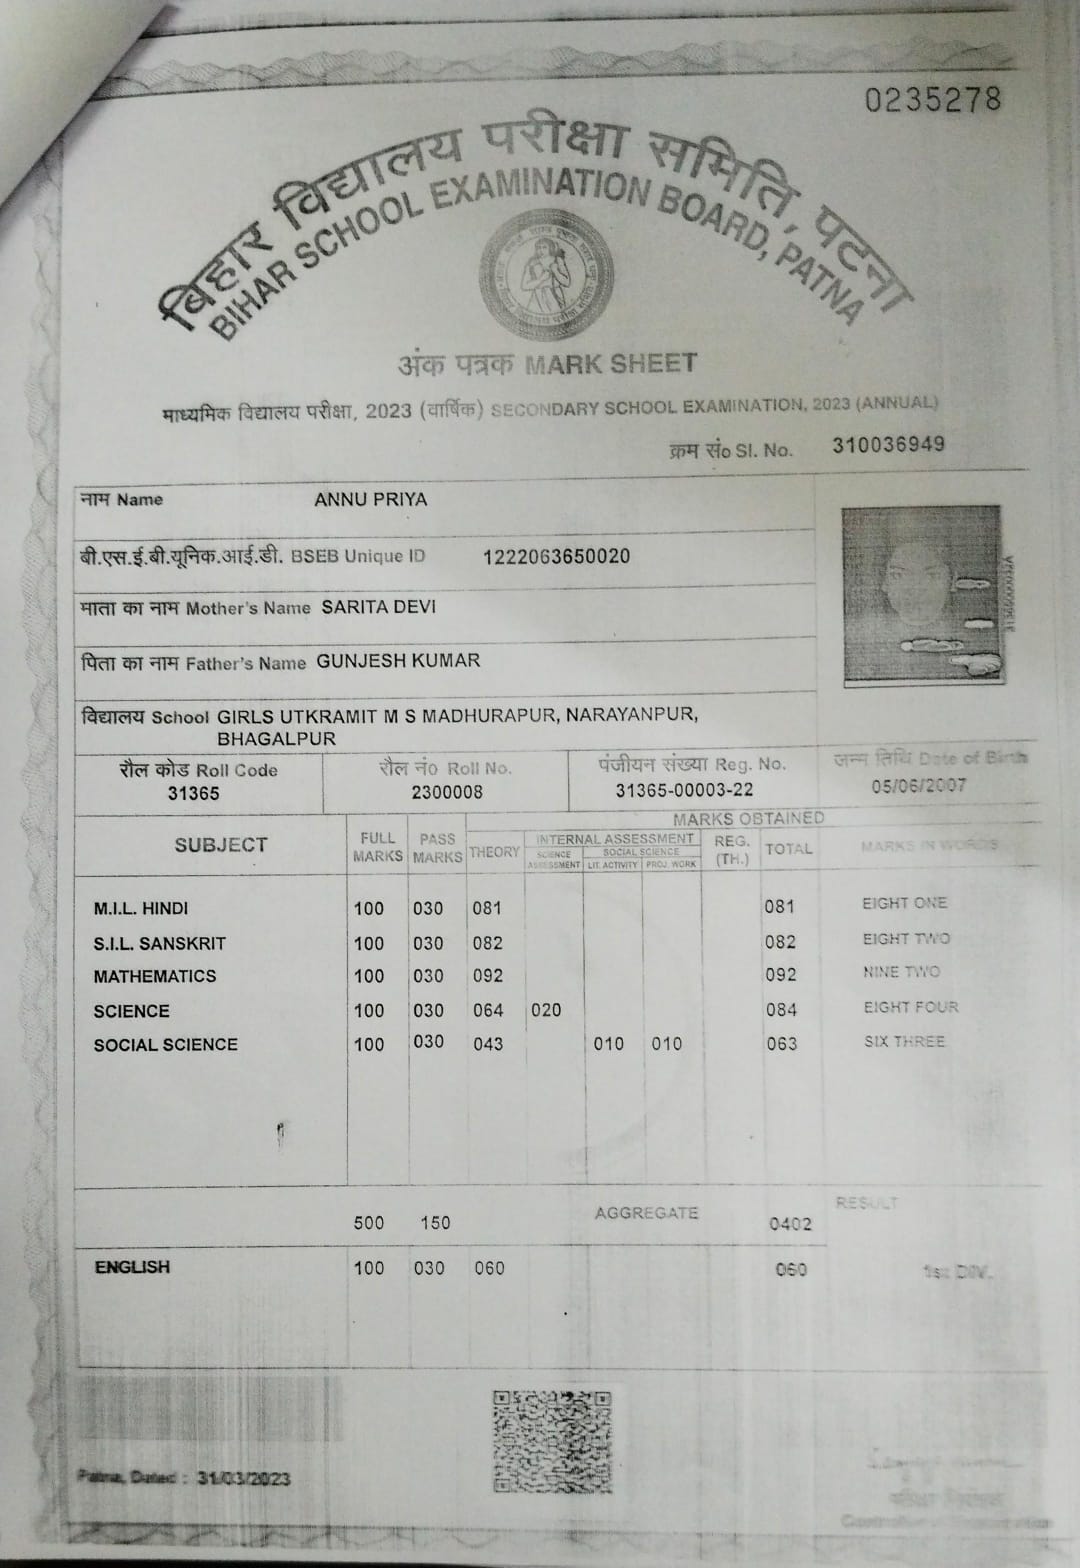 0235278
बिहार विद्यालय परीक्षा समिति, पटना
BIHAR SCHOOL EXAMINATION BOARD, PATNA
अंक पत्रक MARK SHEET
माध्यमिक विद्यालय परीक्षा, 2023 (वार्षिक) SECONDARY SCHOOL EXAMINATION, 2023 (ANNUAL)
क्रम सं० Sl. No. 310036949
नाम Name ANNU PRIYA
बी.एस.ई.बी.यूनिक.आई.डी. BSEB Unique ID 1222063650020
माता का नाम Mother's Name SARITA DEVI
पिता का नाम Father's Name GUNJESH KUMAR
विद्यालय School GIRLS UTKRAMIT M S MADHURAPUR, NARAYANPUR,
BHAGALPUR
रौल कोड Roll Code रौल नं० Roll No. पंजीयन संख्या Reg. No. जन्म तिथि Date of Birth
31365 2300008 31365-00003-22 05/06/2007
MARKS OBTAINED
SUBJECT FULL MARKS PASS MARKS THEORY INTERNAL ASSESSMENT REG. (TH.) TOTAL MARKS IN WORDS
SCIENCE ASSESSMENT SOCIAL SCIENCE
LIT. ACTIVITY PROJ. WORK
M.I.L. HINDI 100 030 081 081 EIGHT ONE
S.I.L. SANSKRIT 100 030 082 082 EIGHT TWO
MATHEMATICS 100 030 092 092 NINE TWO
SCIENCE 100 030 064 020 084 EIGHT FOUR
SOCIAL SCIENCE 100 030 043 010 010 063 SIX THREE
500 150 AGGREGATE 0402 RESULT
ENGLISH 100 030 060 060 1st DIV.
Patna, Dated : 31/03/2023